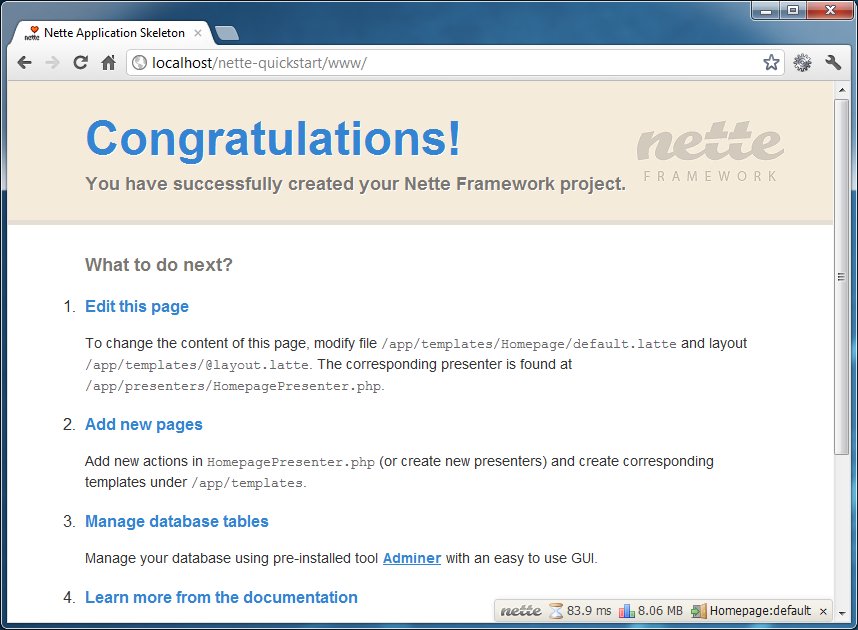 Nette Application Skeleton
localhost/nette-quickstart/www/
Congratulations!
nette
FRAMEWORK
You have successfully created your Nette Framework project.
What to do next?
1. Edit this page
To change the content of this page, modify file /app/templates/Homepage/default.latte and layout
/app/templates/@layout.latte. The corresponding presenter is found at
/app/presenters/HomepagePresenter.php.
2. Add new pages
Add new actions in HomepagePresenter.php (or create new presenters) and create corresponding
templates under /app/templates.
3. Manage database tables
Manage your database using pre-installed tool Adminer with an easy to use GUI.
4. Learn more from the documentation
nette 83.9 ms 8.06 MB Homepage:default x